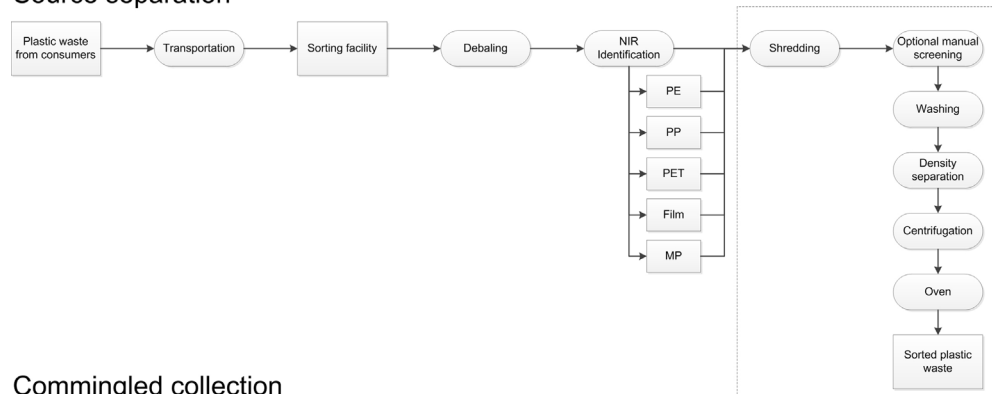 Source separation
Plastic waste
from consumers
Transportation
Sorting facility
Debaling
NIR
Identification
Shredding
Optional manual
screening
PE
PP
PET
Film
MP
Washing
Density
separation
Centrifugation
Oven
Sorted plastic
waste
Commingled collection